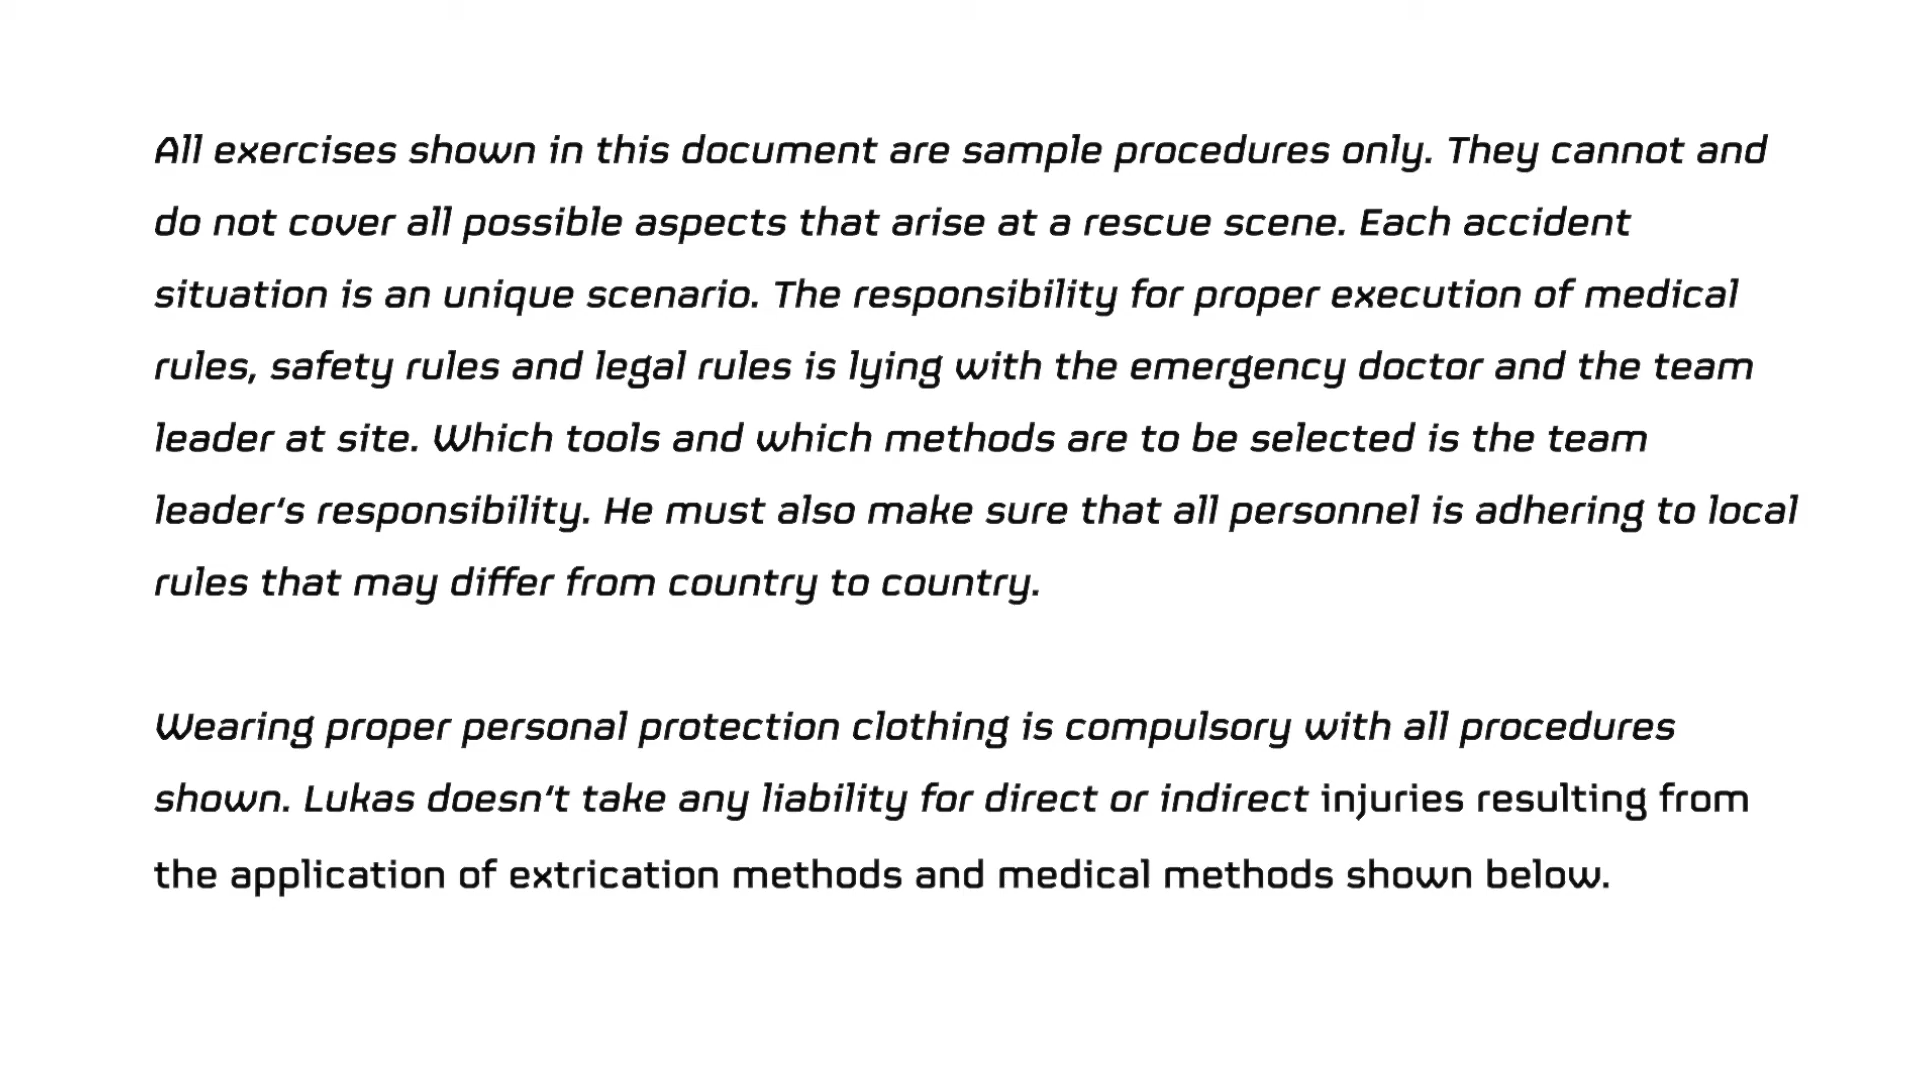 All exercises shown in this document are sample procedures only. They cannot and
do not cover all possible aspects that arise at a rescue scene. Each accident
situation is an unique scenario. The responsibility for proper execution of medical
rules, safety rules and legal rules is lying with the emergency doctor and the team
leader at site. Which tools and which methods are to be selected is the team
leader‘s responsibility. He must also make sure that all personnel is adhering to local
rules that may differ from country to country.
Wearing proper personal protection clothing is compulsory with all procedures
shown. Lukas doesn‘t take any liability for direct or indirect injuries resulting from
the application of extrication methods and medical methods shown below.